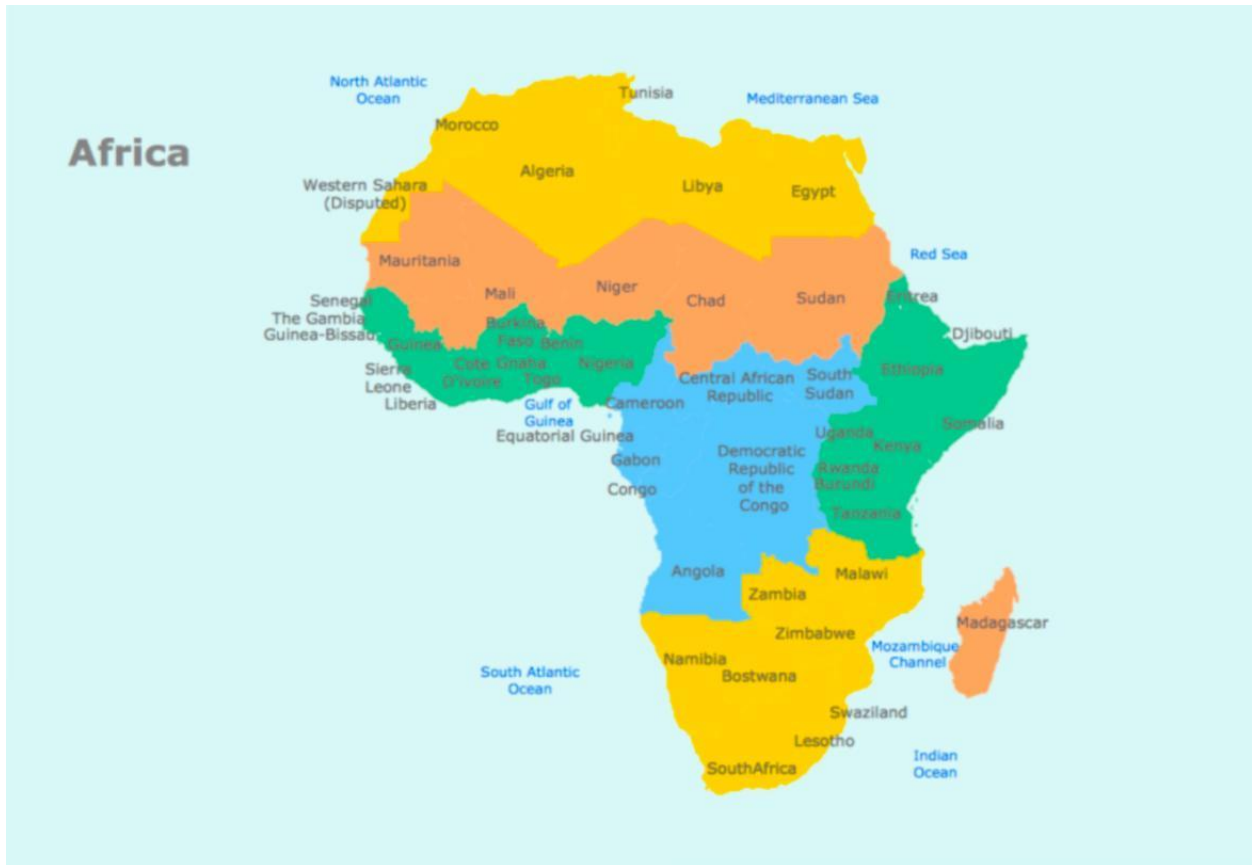 North Atlantic
Ocean
Tunisia
Mediterranean Sea
Morocco
Africa
Algeria
Western Sahara
(Disputed)
Libya
Egypt
Red Sea
Mauritania
Mali
Niger
Chad
Sudan
Eritrea
Senegal
The Gambia
Guinea-Bissau
Burkina
Faso
Benin
Djibouti
Guinea
Sierra
Leone
Liberia
Cote
D'ivoire
Gnaha
Togo
Nigeria
Central African
Republic
South
Sudan
Ethiopia
Gulf of
Guinea
Cameroon
Equatorial Guinea
Somalia
Uganda
Kenya
Gabon
Congo
Democratic
Republic
of the
Congo
Rwanda
Burundi
Tanzania
Angola
Malawi
Zambia
Zimbabwe
Madagascar
Mozambique
Channel
Namibia
Bostwana
South Atlantic
Ocean
Swaziland
Lesotho
SouthAfrica
Indian
Ocean